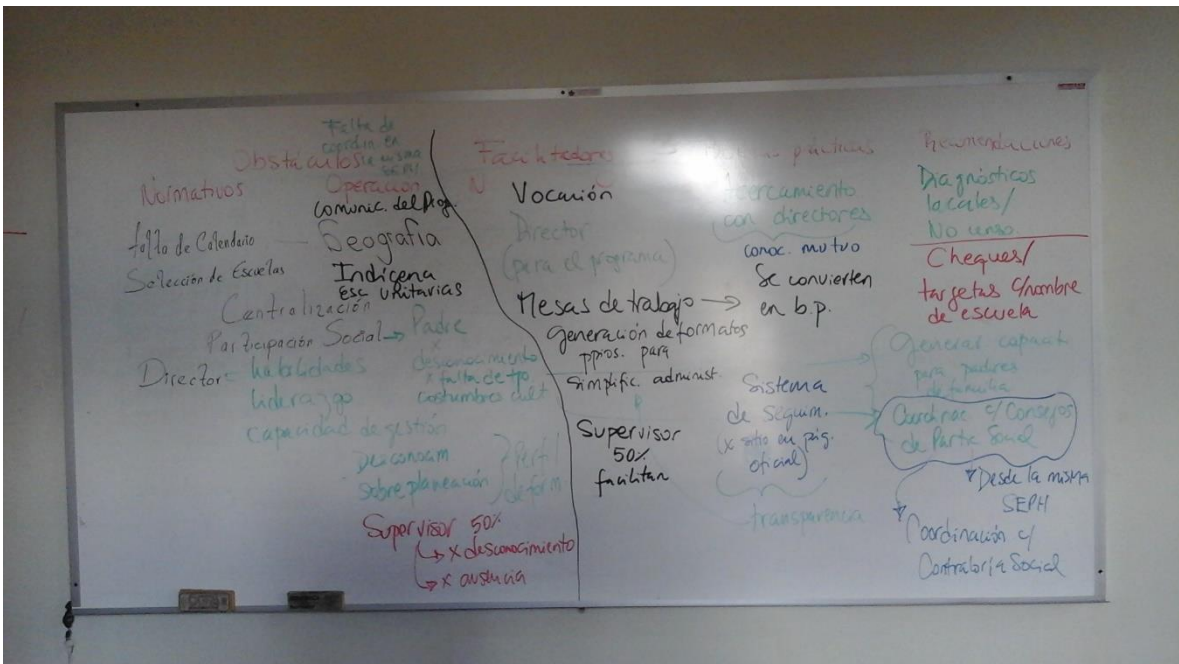 Obstáculos
Falta de
coordin. en
la misma
SEPH
Normativos
Operación
comunic. del Prog.
falta de Calendario — Geografía
Selección de Escuelas
Indígena
Esc unitarias
Centralización
Participación Social → Padre
x
desconocimiento
x falta de tpo
costumbres cult
Director - habilidades
liderazgo
capacidad de gestión
Desconocim
sobre planeación
Perfil
de form
Supervisor 50%
↳ x desconocimiento
↳ x ausencia
Facilitadores
N
Vocación
Director
(para el programa)
Mesas de trabajo →
Generación de formatos
ppios. para
simplific. administ.
Supervisor
50%
facilitan
prácticas
Acercamiento
con directores
conoc. mutuo
Se convierten
en b.p.
Sistema
de Seguim.
(x sitio en pág.
oficial)
transparencia
Recomendaciones
Diagnósticos
locales/
No censo.
Cheques/
targetas c/nombre
de escuela
Generar capacit
para padres
de familia
Coordinac c/ Consejos
de Partic Social
Desde la misma
SEPH
Coordinación c/
Contraloría Social